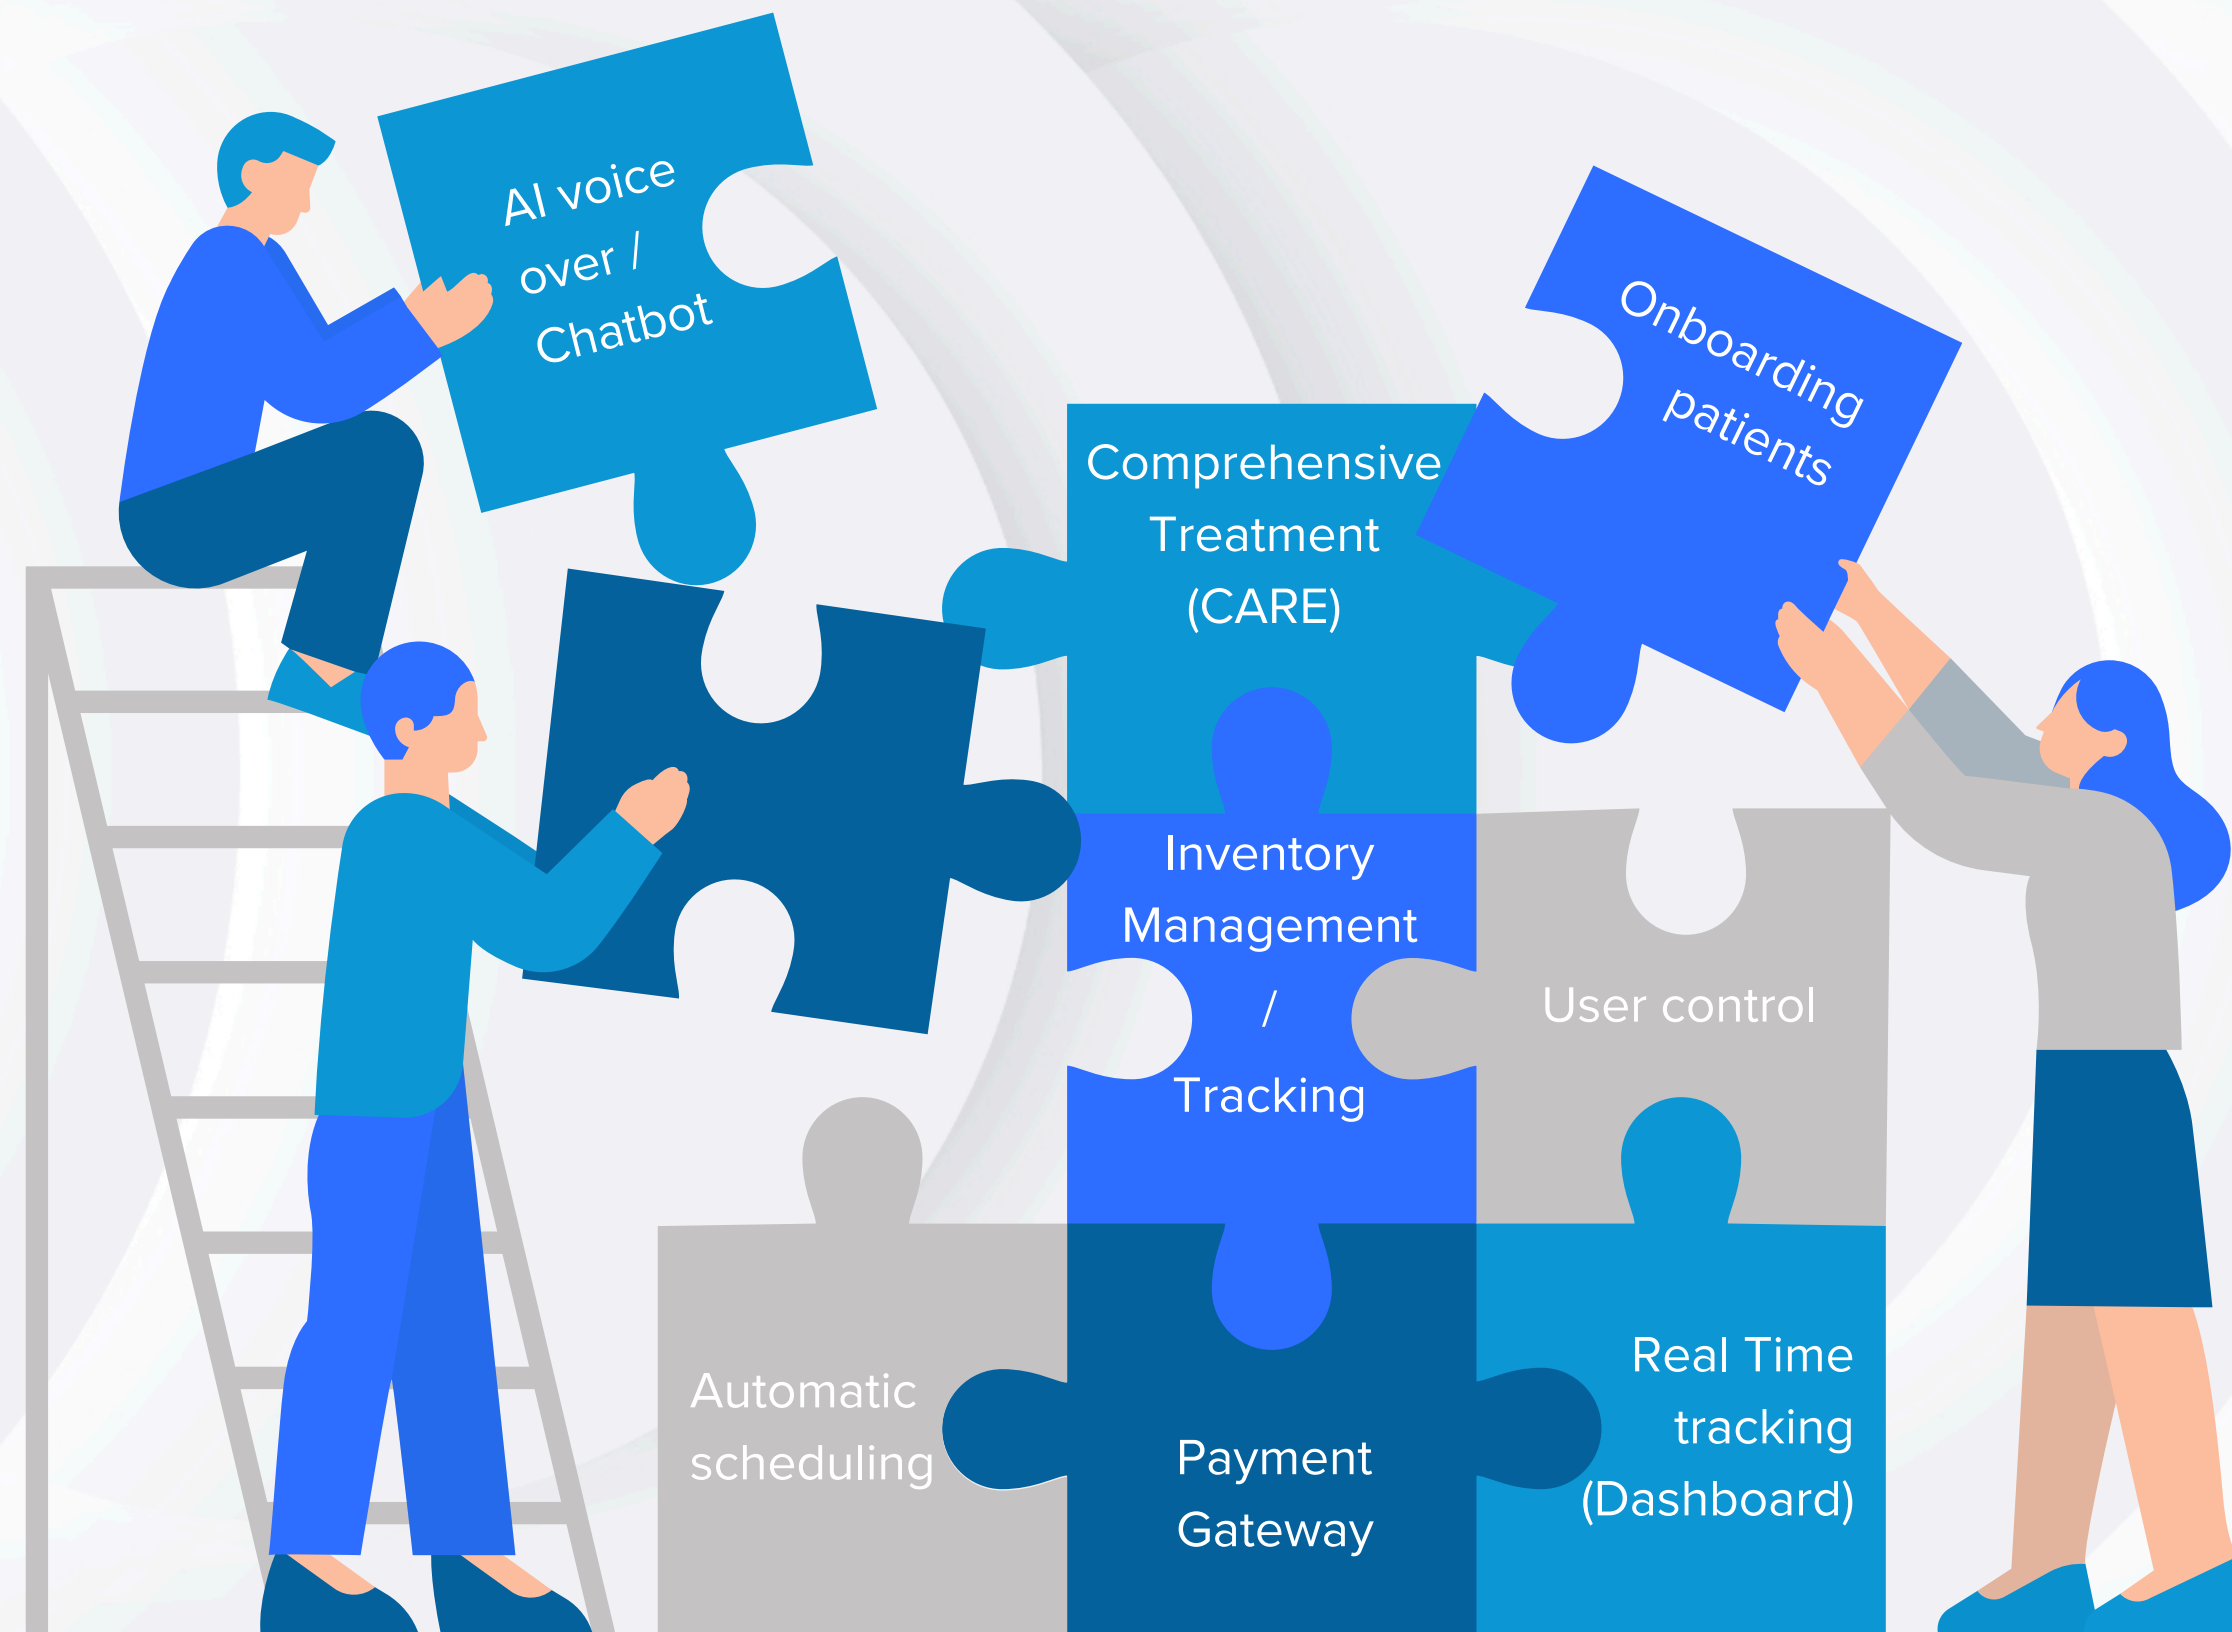 AI voice
over /
Chatbot
Onboarding
patients
Comprehensive
Treatment
(CARE)
Inventory
Management
/
Tracking
User control
Automatic
scheduling
Payment
Gateway
Real Time
tracking
(Dashboard)